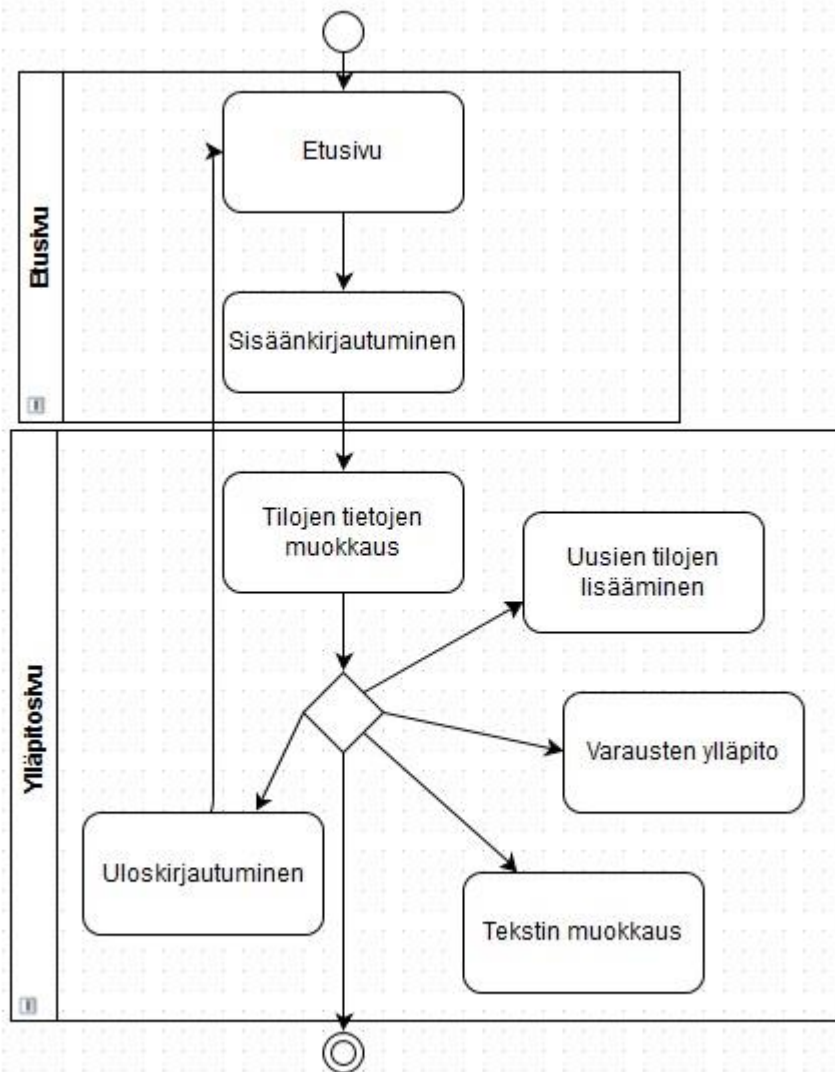 Etusivu
Etusivu
Sisäänkirjautuminen
Ylläpitosivu
Tilojen tietojen
muokkaus
Uusien tilojen
lisääminen
Varausten ylläpito
Uloskirjautuminen
Tekstin muokkaus